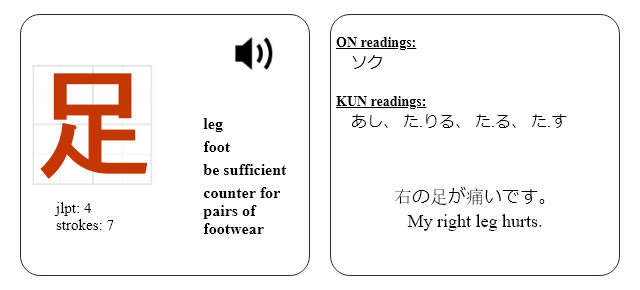 足
leg
foot
be sufficient
counter for
pairs of
footwear
jlpt: 4
strokes: 7
ON readings:
ソク
KUN readings:
あし、 た.りる、 た.る、 た.す
右の足が痛いです。
My right leg hurts.